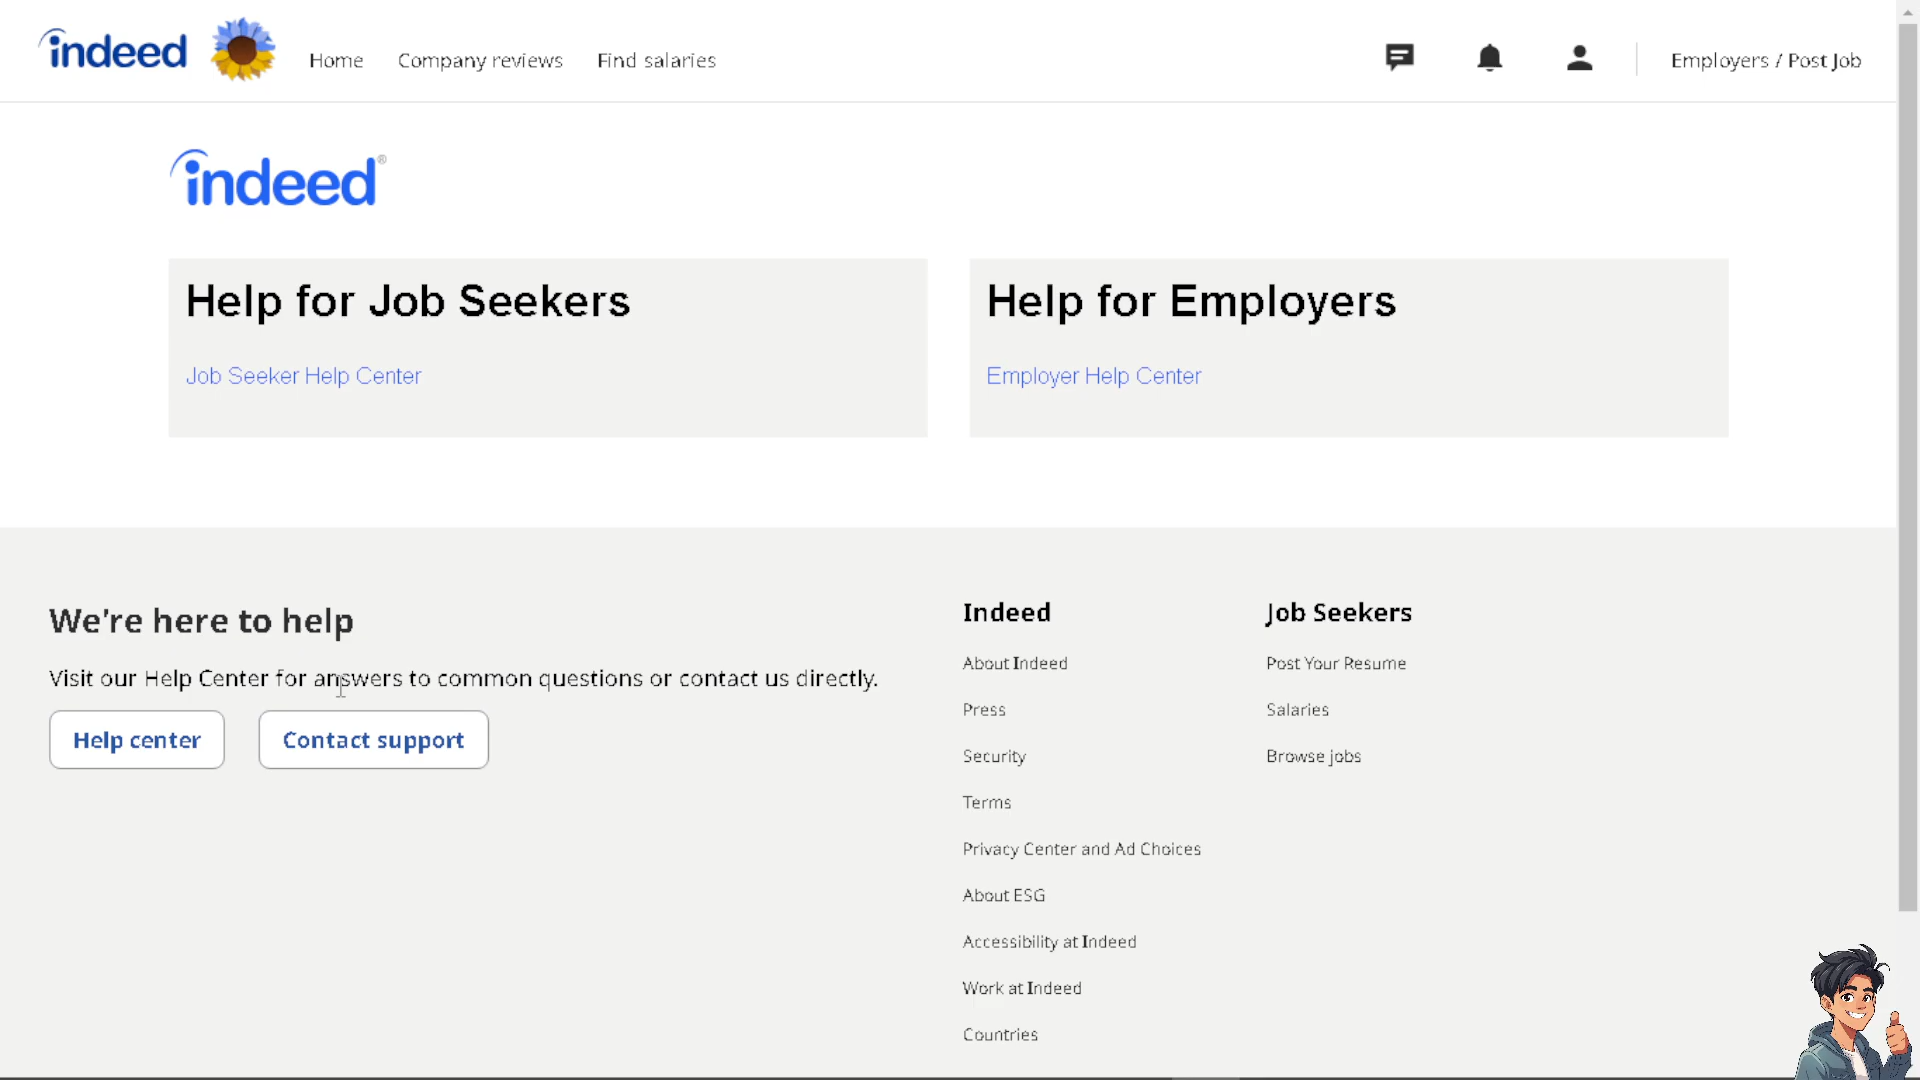 indeed
Home
Company reviews
Find salaries
Employers / Post Job
indeed®
Help for Job Seekers
Job Seeker Help Center
Help for Employers
Employer Help Center
We're here to help
Visit our Help Center for answers to common questions or contact us directly.
Help center
Contact support
Indeed
About Indeed
Press
Security
Terms
Privacy Center and Ad Choices
About ESG
Accessibility at Indeed
Work at Indeed
Countries
Job Seekers
Post Your Resume
Salaries
Browse jobs